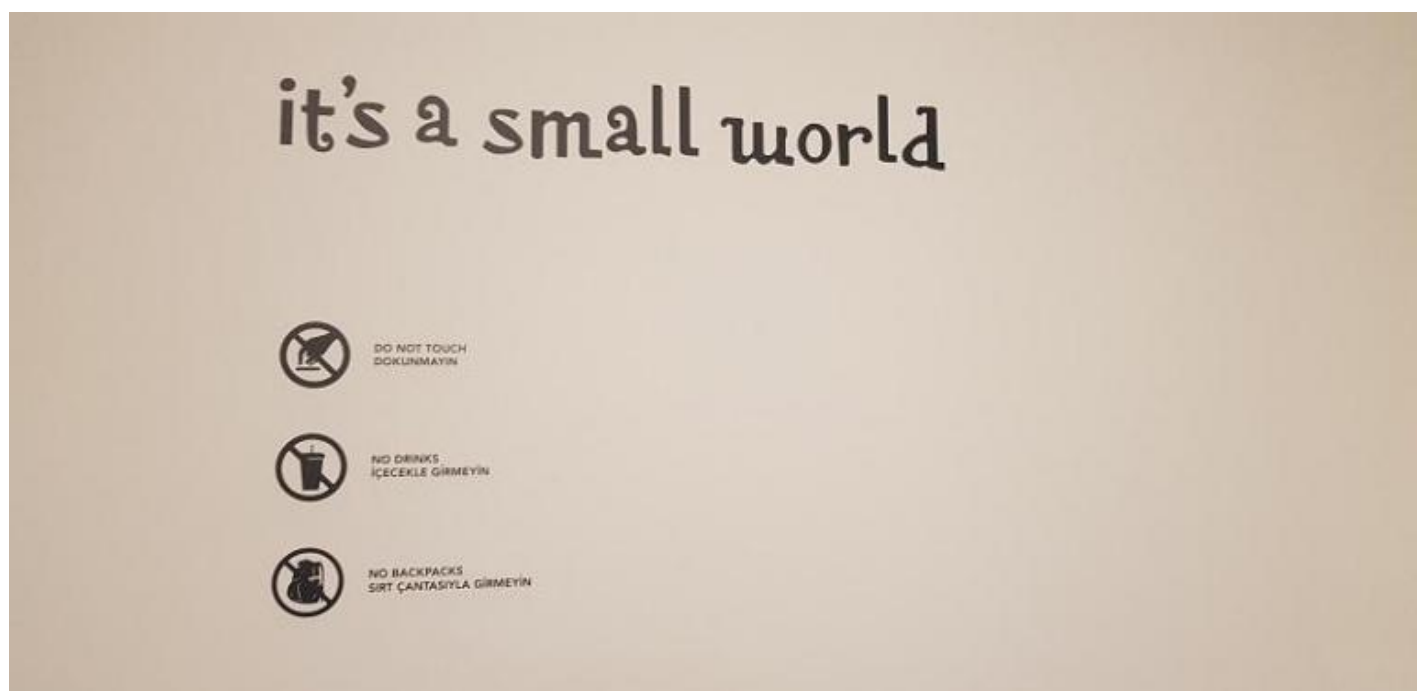 it's a small world
DO NOT TOUCH
DOKUNMAYIN
NO DRINKS
İÇECEKLE GİRMEYİN
NO BACKPACKS
SIRT ÇANTASIYLA GİRMEYİN